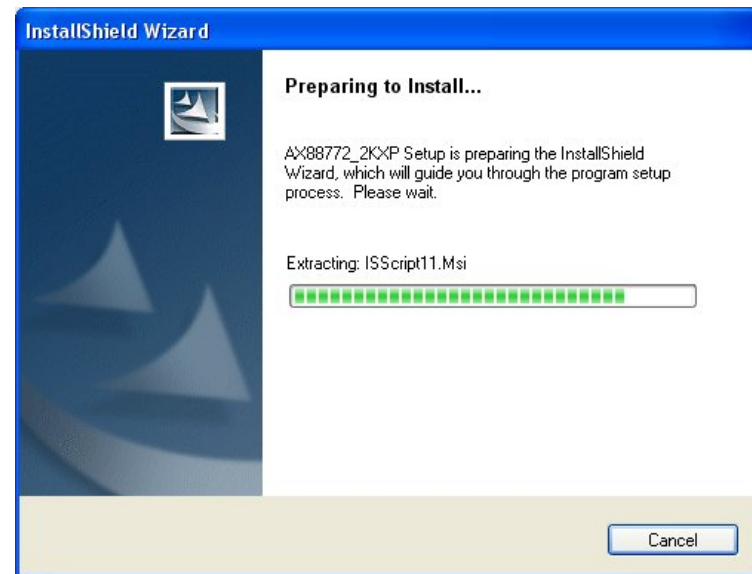 InstallShield Wizard
Preparing to Install...
AX88772_2KXP Setup is preparing the InstallShield
Wizard, which will guide you through the program setup
process.  Please wait.
Extracting: ISScript11.Msi
Cancel